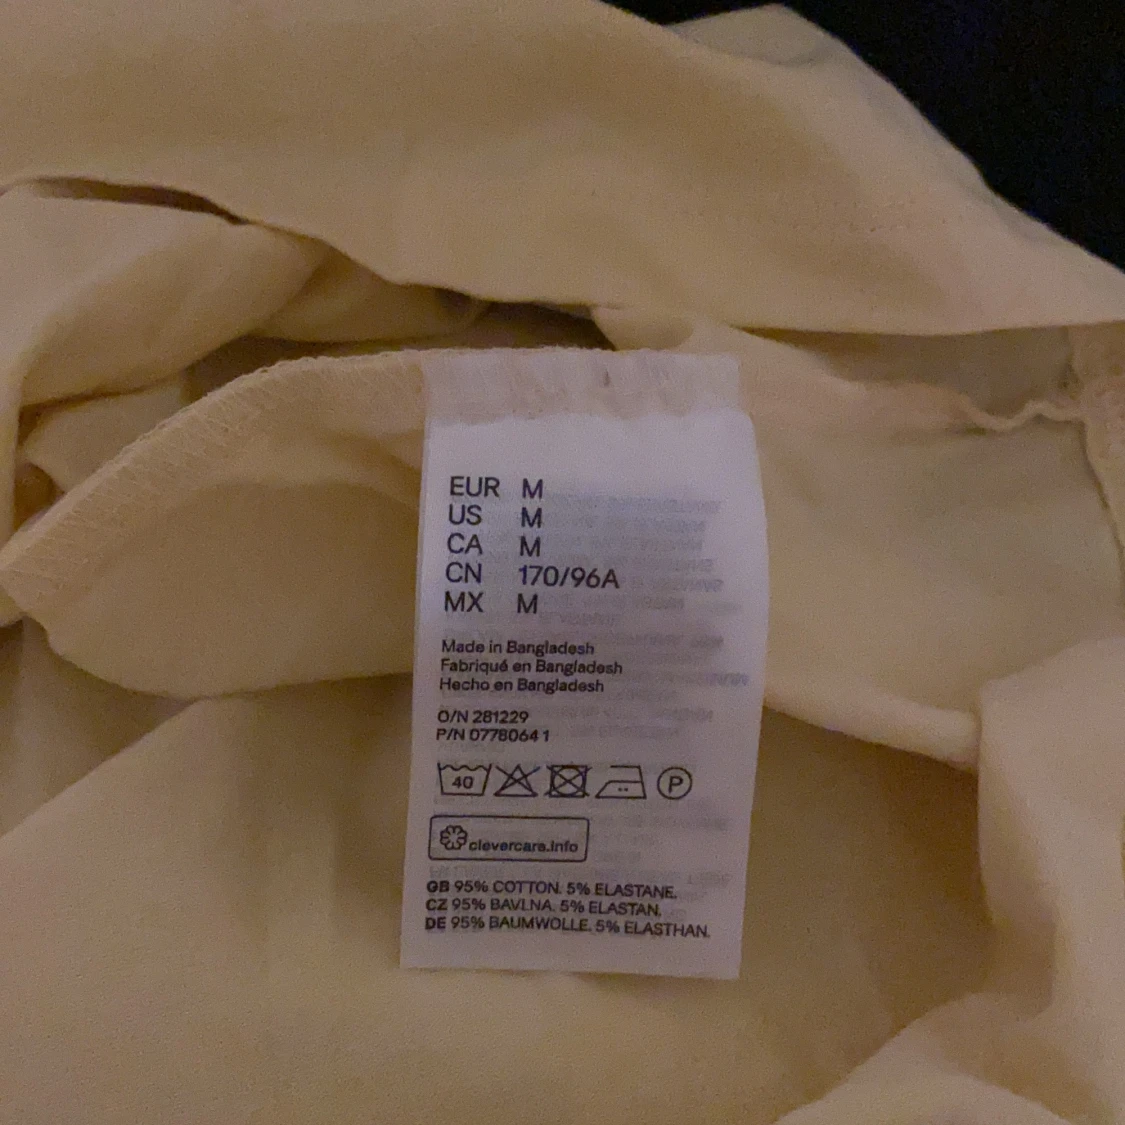 EUR M
US M
CA M
CN 170/96A
MX M
Made in Bangladesh
Fabriqué en Bangladesh
Hecho en Bangladesh
O/N 281229
P/N 0778064 1
40
P
clevercare.info
GB 95% COTTON. 5% ELASTANE.
CZ 95% BAVLNA. 5% ELASTAN.
DE 95% BAUMWOLLE. 5% ELASTHAN.